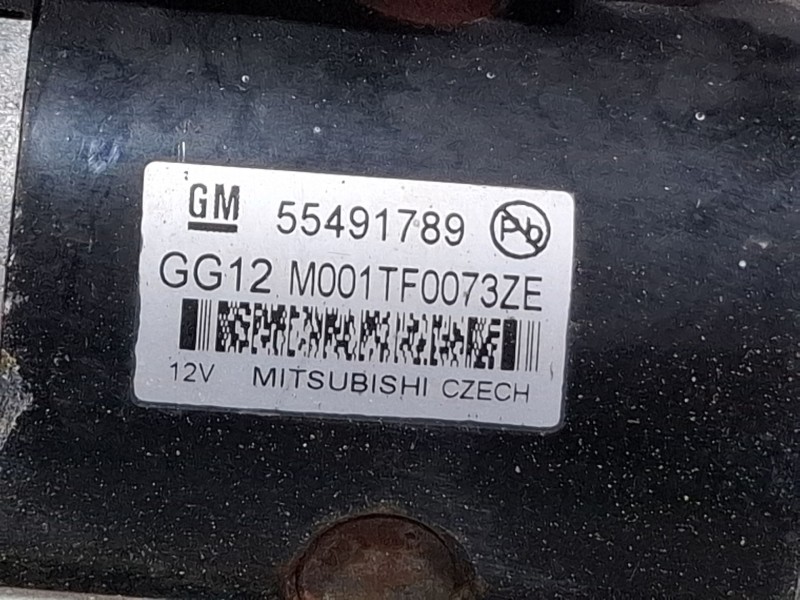 GM 55491789 Pb
GG12 M001TF0073ZE
12V MITSUBISHI CZECH